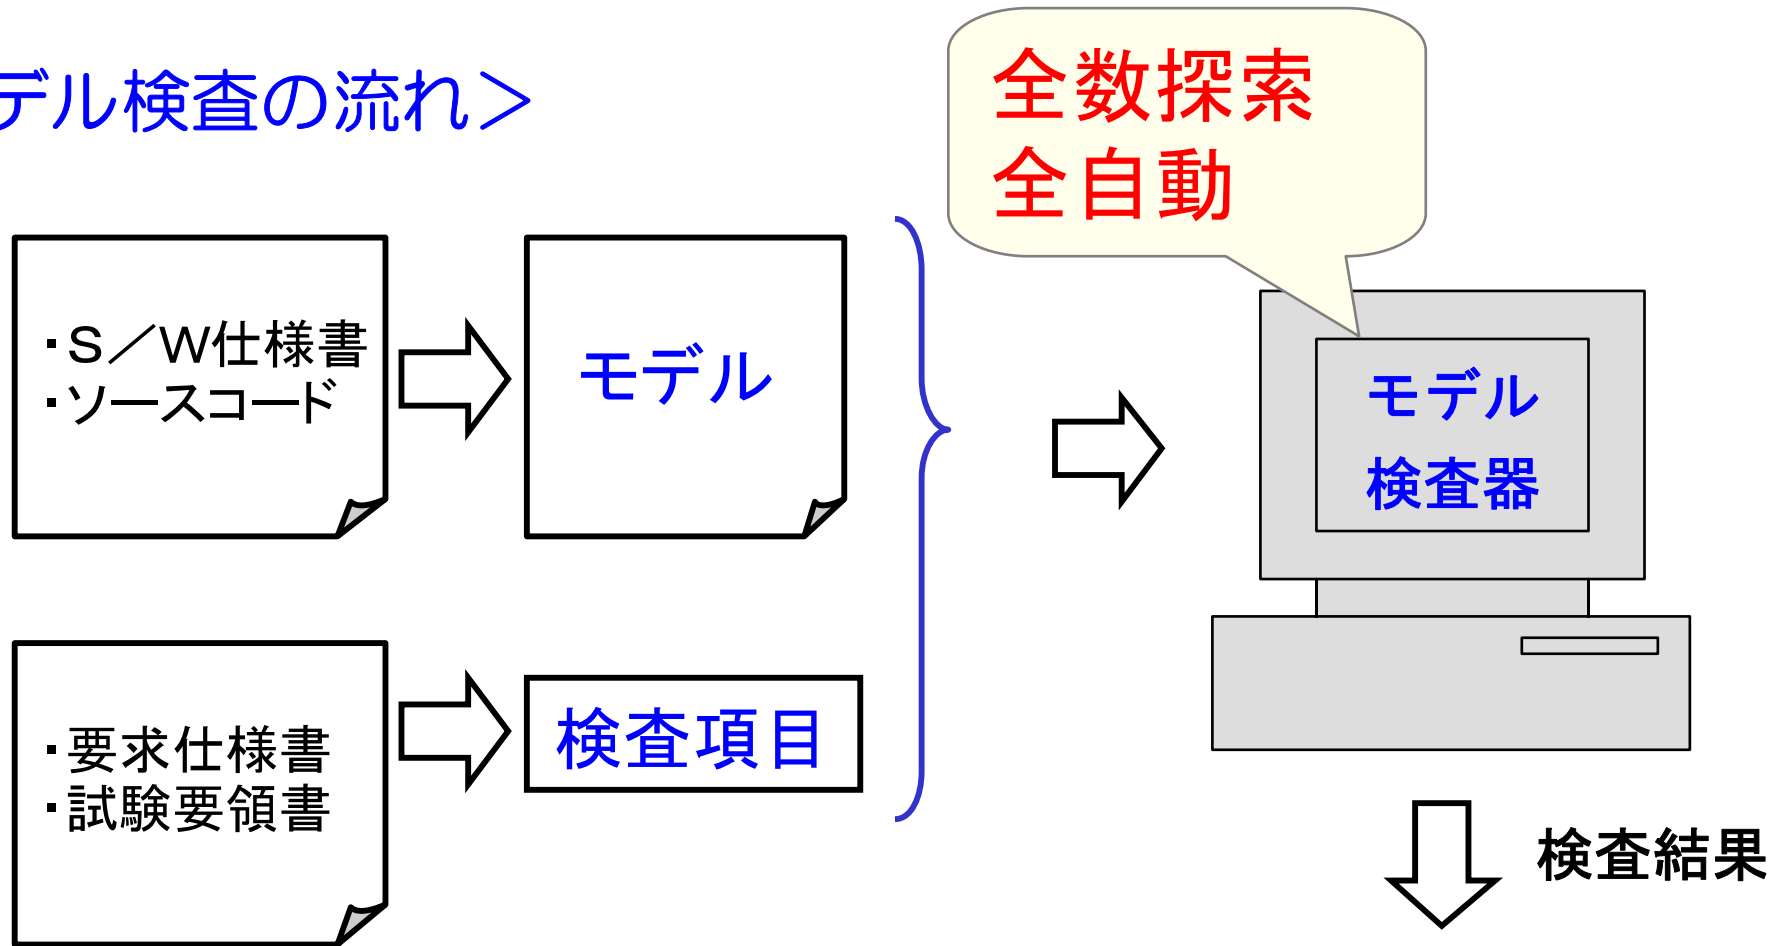 デル検査の流れ＞
全数探索
全自動
・Ｓ／Ｗ仕様書
・ソースコード
モデル
モデル
検査器
・要求仕様書
・試験要領書
検査項目
検査結果